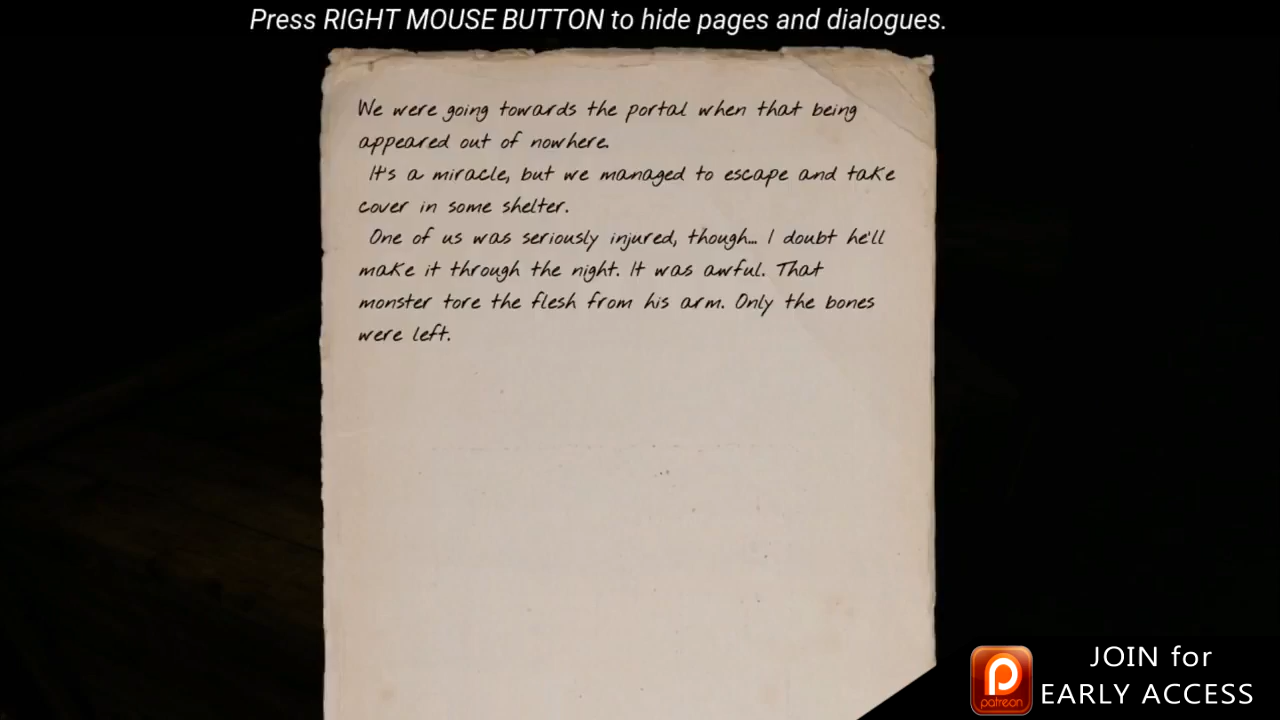 Press RIGHT MOUSE BUTTON to hide pages and dialogues.
We were going towards the portal when that being
appeared out of nowhere.
It's a miracle, but we managed to escape and take
cover in some shelter.
One of us was seriously injured, though... I doubt he'll
make it through the night. It was awful. That
monster tore the flesh from his arm. Only the bones
were left.
JOIN for
EARLY ACCESS
patreon